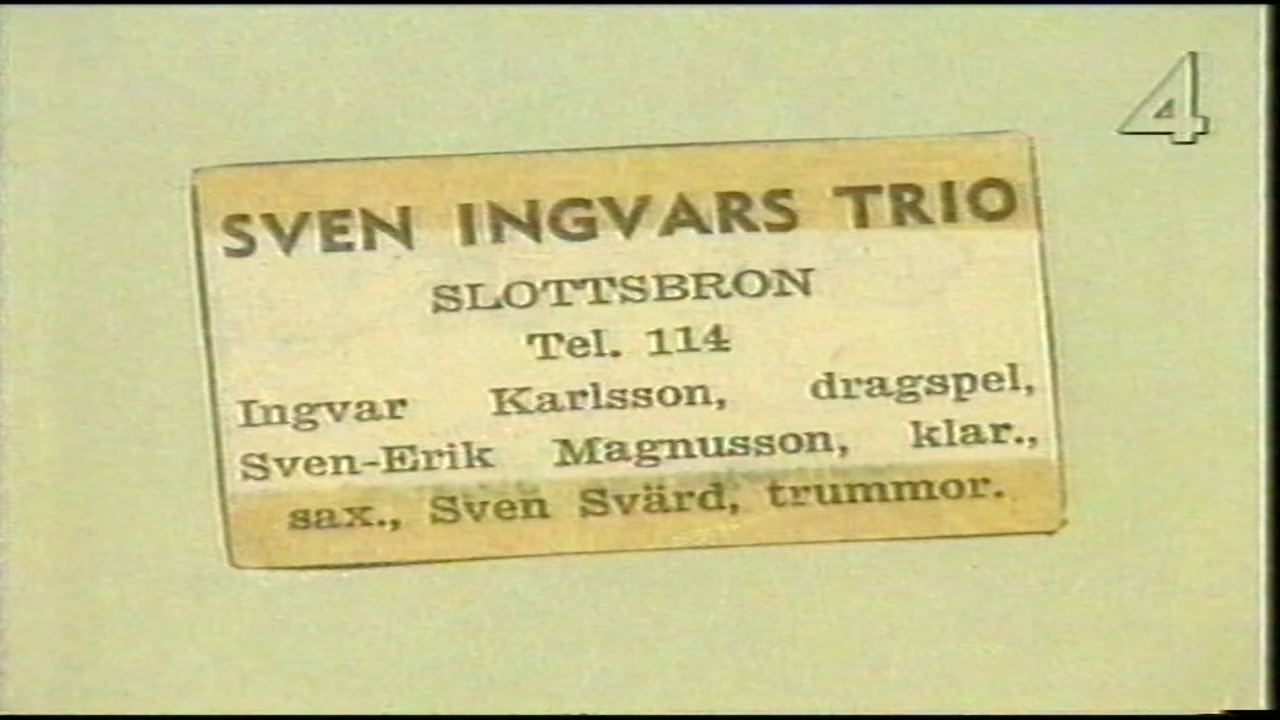 4
SVEN INGVARS TRIO
SLOTTSBRON
Tel. 114
Ingvar Karlsson, dragspel,
Sven-Erik Magnusson, klar.,
sax., Sven Svärd, trummor.